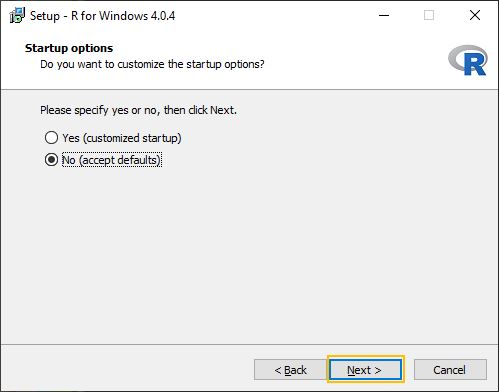 Setup - R for Windows 4.0.4
Startup options
Do you want to customize the startup options?
R
Please specify yes or no, then click Next.
Yes (customized startup)
No (accept defaults)
< Back Next > Cancel